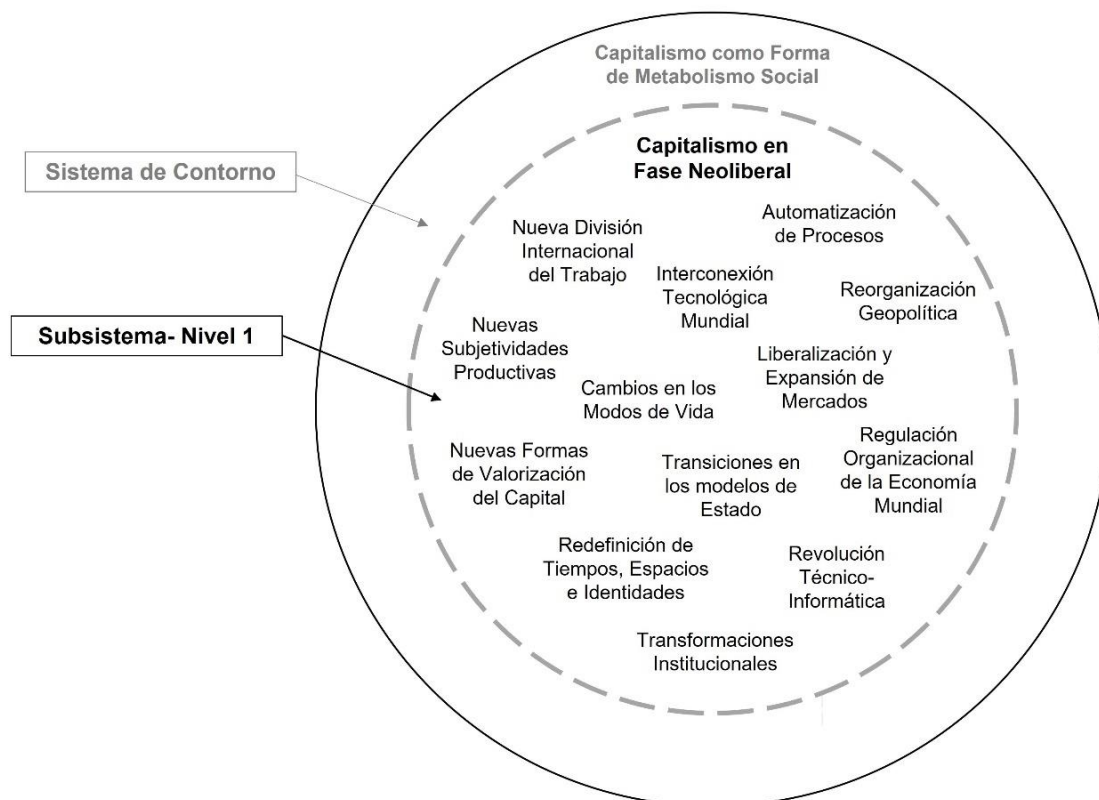 Capitalismo como Forma
de Metabolismo Social
Capitalismo en
Fase Neoliberal
Sistema de Contorno
Subsistema- Nivel 1
Nueva División
Internacional
del Trabajo
Automatización
de Procesos
Interconexión
Tecnológica
Mundial
Reorganización
Geopolítica
Nuevas
Subjetividades
Productivas
Liberalización y
Expansión de
Mercados
Cambios en los
Modos de Vida
Nuevas Formas
de Valorización
del Capital
Transiciones en
los modelos de
Estado
Regulación
Organizacional
de la Economía
Mundial
Redefinición de
Tiempos, Espacios
e Identidades
Revolución
Técnico-
Informática
Transformaciones
Institucionales